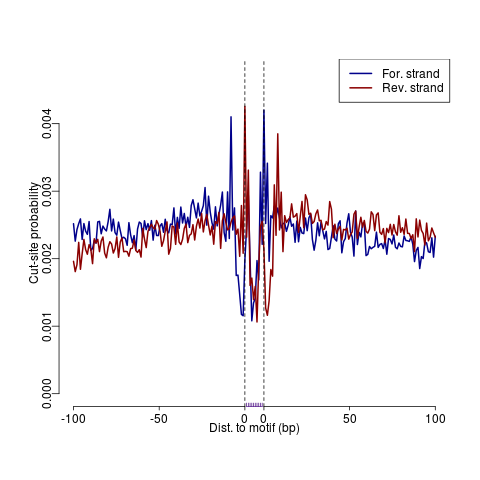 For. strand
Rev. strand
Cut-site probability
0.004
0.003
0.002
0.001
0.000
-100 -50 0 0 50 100
Dist. to motif (bp)